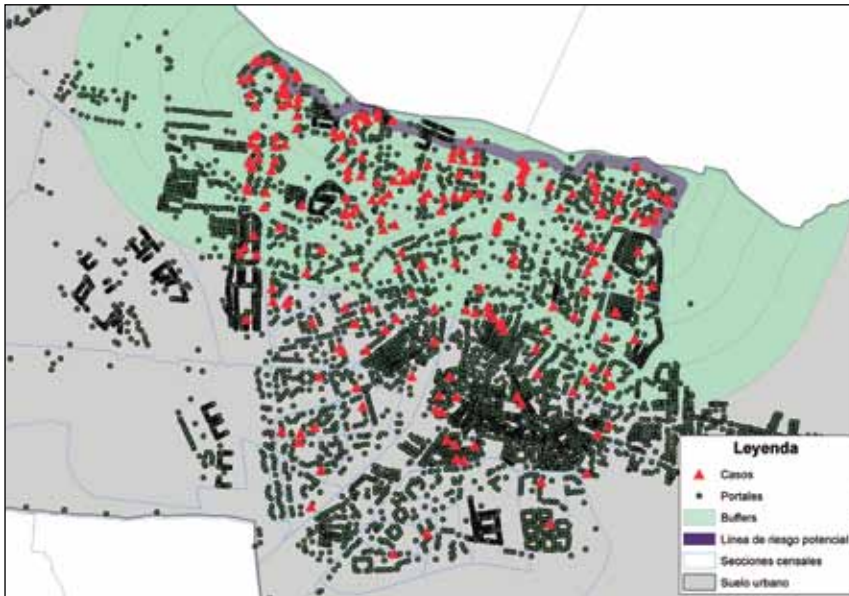 Leyenda
Casos
Portales
Buffers
Línea de riesgo potencial
Secciones censales
Suelo urbano